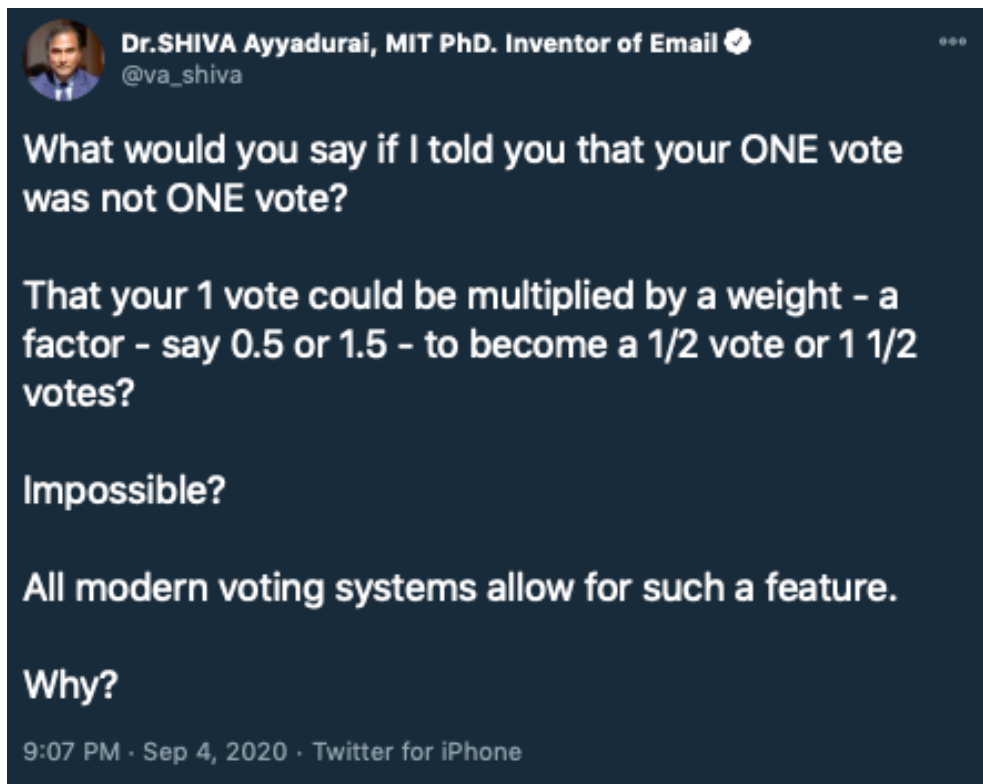 Dr.SHIVA Ayyadurai, MIT PhD. Inventor of Email
@va_shiva
What would you say if I told you that your ONE vote
was not ONE vote?
That your 1 vote could be multiplied by a weight - a
factor - say 0.5 or 1.5 - to become a 1/2 vote or 1 1/2
votes?
Impossible?
All modern voting systems allow for such a feature.
Why?
9:07 PM · Sep 4, 2020 · Twitter for iPhone